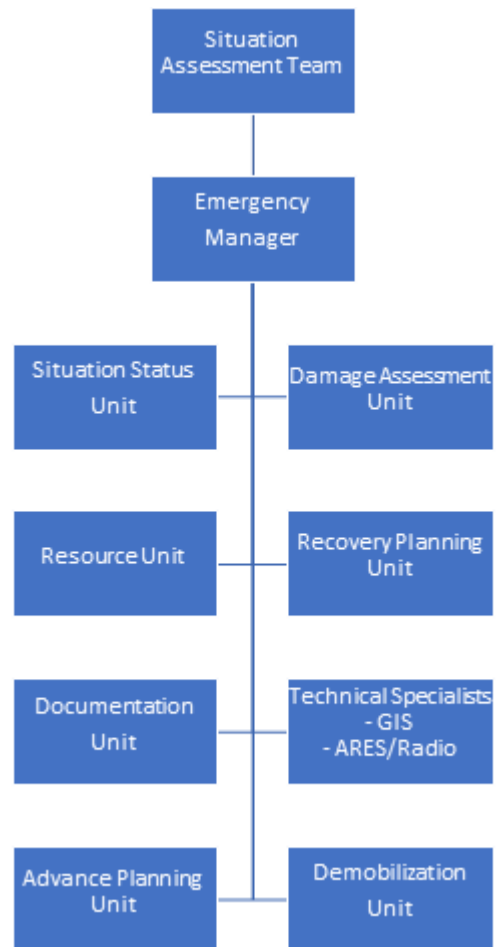 Situation
Assessment Team
Emergency
Manager
Situation Status
Unit
Damage Assessment
Unit
Resource Unit
Recovery Planning
Unit
Documentation
Unit
Technical Specialists
- GIS
- ARES/Radio
Advance Planning
Unit
Demobilization
Unit